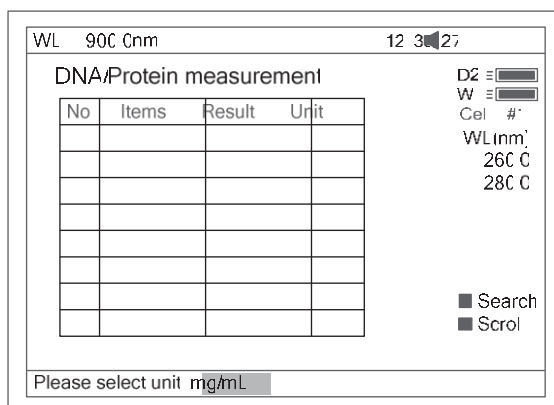 WL 900.0nm 12:3 27
DNA/Protein measurement
No Items Result Unit
D2
W
Cell #1
WL(nm)
260.0
280.0
Search
Scroll
Please select unit mg/mL